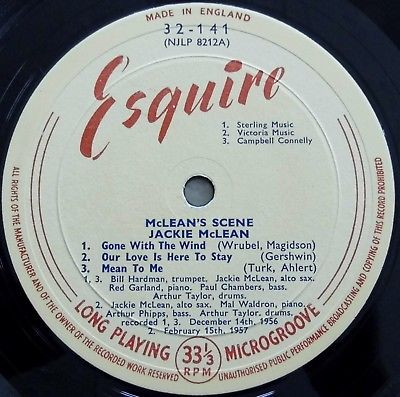 MADE IN ENGLAND
32-141
(NJLP 8212A)
Esquire
1. Sterling Music
2. Victoria Music
3. Campbell Connelly
McLEAN'S SCENE
JACKIE McLEAN
1. Gone With The Wind (Wrubel, Magidson)
2. Our Love Is Here To Stay (Gershwin)
3. Mean To Me (Turk, Ahlert)
1, 3. Bill Hardman, trumpet, Jackie McLean, alto sax.
Red Garland, piano. Paul Chambers, bass.
Arthur Taylor, drums.
2. Jackie McLean, alto sax, Mal Waldron, piano.
Arthur Phipps, bass. Arthur Taylor. drums.
recorded 1, 3. December 14th, 1956
2. February 15th, 1957
LONG PLAYING 33⅓ RPM MICROGROOVE
ALL RIGHTS OF THE MANUFACTURER AND OF THE OWNER OF THE RECORDED WORK RESERVED
UNAUTHORISED PUBLIC PERFORMANCE BROADCASTING AND COPYING OF THIS RECORD PROHIBITED